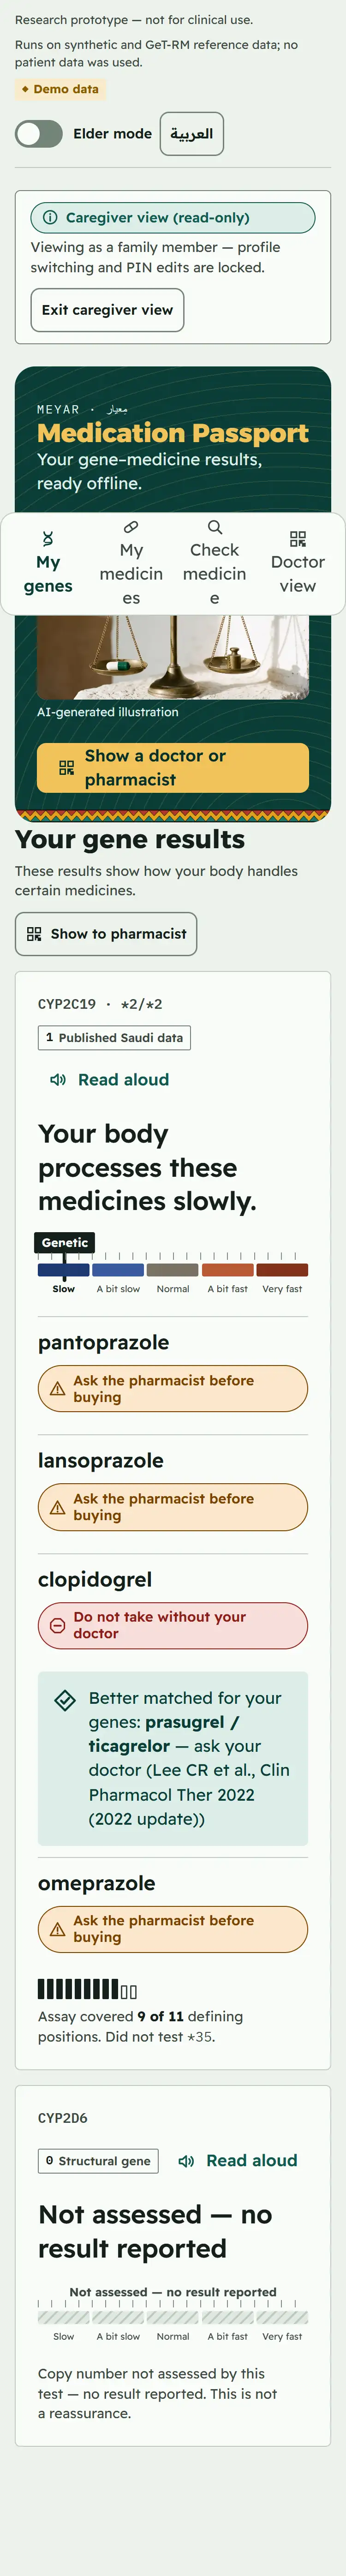 Research prototype — not for clinical use.
Runs on synthetic and GeT-RM reference data; no
patient data was used.
Demo data
Elder mode
العربية
Caregiver view (read-only)
Viewing as a family member — profile
switching and PIN edits are locked.
Exit caregiver view
MEYAR · معيار
Medication Passport
Your gene–medicine results,
ready offline.
My
genes
My
medicin
es
Check
medicin
e
Doctor
view
AI-generated illustration
Show a doctor or
pharmacist
Your gene results
These results show how your body handles
certain medicines.
Show to pharmacist
CYP2C19 · *2/*2
1 Published Saudi data
Read aloud
Your body
processes these
medicines slowly.
Genetic
Slow A bit slow Normal A bit fast Very fast
pantoprazole
Ask the pharmacist before
buying
lansoprazole
Ask the pharmacist before
buying
clopidogrel
Do not take without your
doctor
Better matched for your
genes: prasugrel /
ticagrelor — ask your
doctor (Lee CR et al., Clin
Pharmacol Ther 2022
(2022 update))
omeprazole
Ask the pharmacist before
buying
Assay covered 9 of 11 defining
positions. Did not test *35.
CYP2D6
0 Structural gene
Read aloud
Not assessed — no
result reported
Not assessed — no result reported
Slow A bit slow Normal A bit fast Very fast
Copy number not assessed by this
test — no result reported. This is not
a reassurance.